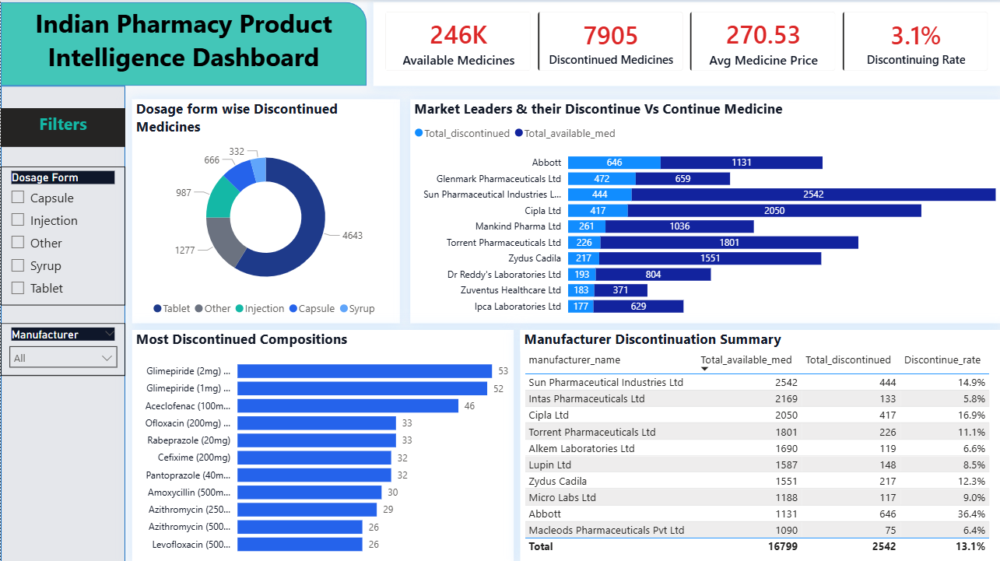 Indian Pharmacy Product
Intelligence Dashboard
246K
Available Medicines
7905
Discontinued Medicines
270.53
Avg Medicine Price
3.1%
Discontinuing Rate
Filters
Dosage Form
Capsule
Injection
Other
Syrup
Tablet
Manufacturer
All
Dosage form wise Discontinued
Medicines
332
666
987
1277
4643
Tablet Other Injection Capsule Syrup
Market Leaders & their Discontinue Vs Continue Medicine
Total_discontinued Total_available_med
Abbott 646 1131
Glenmark Pharmaceuticals Ltd 472 659
Sun Pharmaceutical Industries L... 444 2542
Cipla Ltd 417 2050
Mankind Pharma Ltd 261 1036
Torrent Pharmaceuticals Ltd 226 1801
Zydus Cadila 217 1551
Dr Reddy's Laboratories Ltd 193 804
Zuventus Healthcare Ltd 183 371
Ipca Laboratories Ltd 177 629
Most Discontinued Compositions
Glimepiride (2mg) ... 53
Glimepiride (1mg) ... 52
Aceclofenac (100m... 46
Ofloxacin (200mg) ... 33
Rabeprazole (20mg) 33
Cefixime (200mg) 32
Pantoprazole (40m... 32
Amoxycillin (500m... 30
Azithromycin (250... 29
Azithromycin (500... 26
Levofloxacin (500... 26
Manufacturer Discontinuation Summary
manufacturer_name Total_available_med Total_discontinued Discontinue_rate
Sun Pharmaceutical Industries Ltd 2542 444 14.9%
Intas Pharmaceuticals Ltd 2169 133 5.8%
Cipla Ltd 2050 417 16.9%
Torrent Pharmaceuticals Ltd 1801 226 11.1%
Alkem Laboratories Ltd 1690 119 6.6%
Lupin Ltd 1587 148 8.5%
Zydus Cadila 1551 217 12.3%
Micro Labs Ltd 1188 117 9.0%
Abbott 1131 646 36.4%
Macleods Pharmaceuticals Pvt Ltd 1090 75 6.4%
Total 16799 2542 13.1%